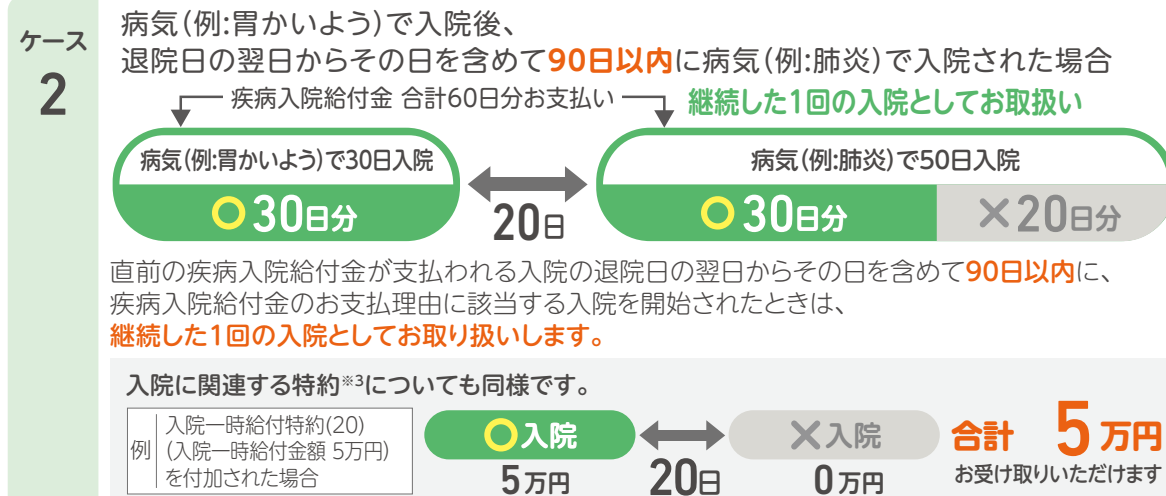 ケース
2
病気(例:胃かいよう)で入院後、
退院日の翌日からその日を含めて90日以内に病気(例:肺炎)で入院された場合
疾病入院給付金 合計60日分お支払い
継続した1回の入院としてお取扱い
病気(例:胃かいよう)で30日入院
病気(例:肺炎)で50日入院
○30日分
20日
○30日分
×20日分
直前の疾病入院給付金が支払われる入院の退院日の翌日からその日を含めて90日以内に、
疾病入院給付金のお支払理由に該当する入院を開始されたときは、
継続した1回の入院としてお取り扱いします。
入院に関連する特約※3についても同様です。
例
入院一時給付特約(20)
(入院一時給付金額 5万円)
を付加された場合
○入院
×入院
合計 5万円
5万円
20日
0万円
お受け取りいただけます